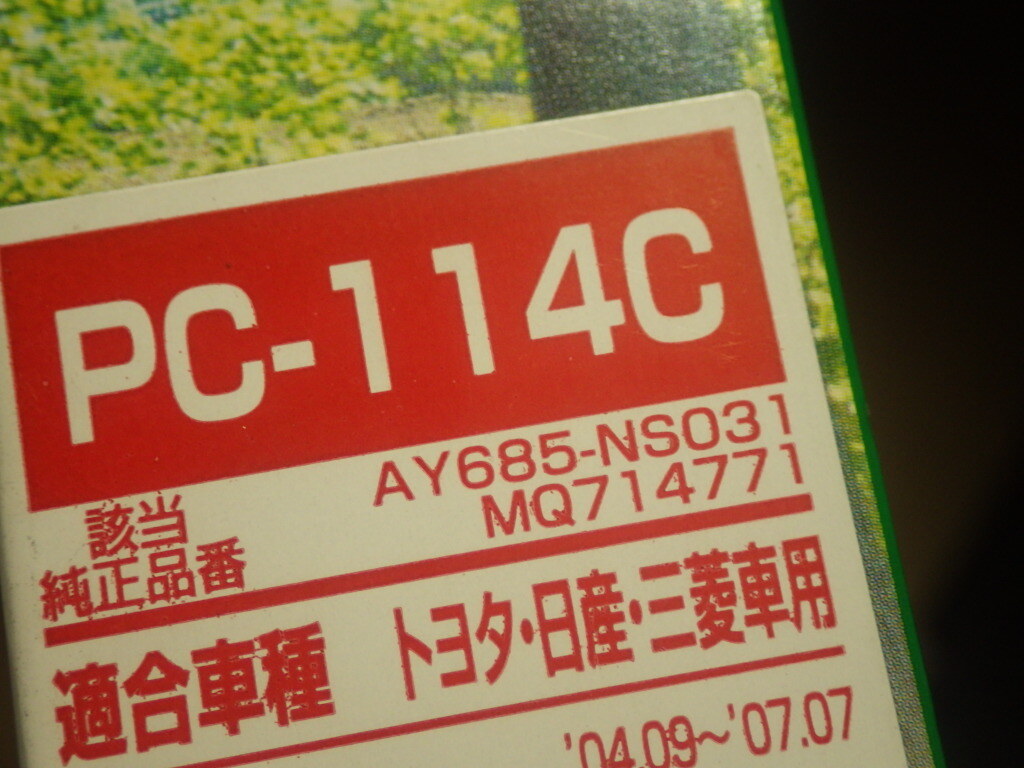 PC-114C
AY685-NS031
MQ714771
該当
純正品番
適合車種 トヨタ・日産・三菱車用
'04.09～'07.07